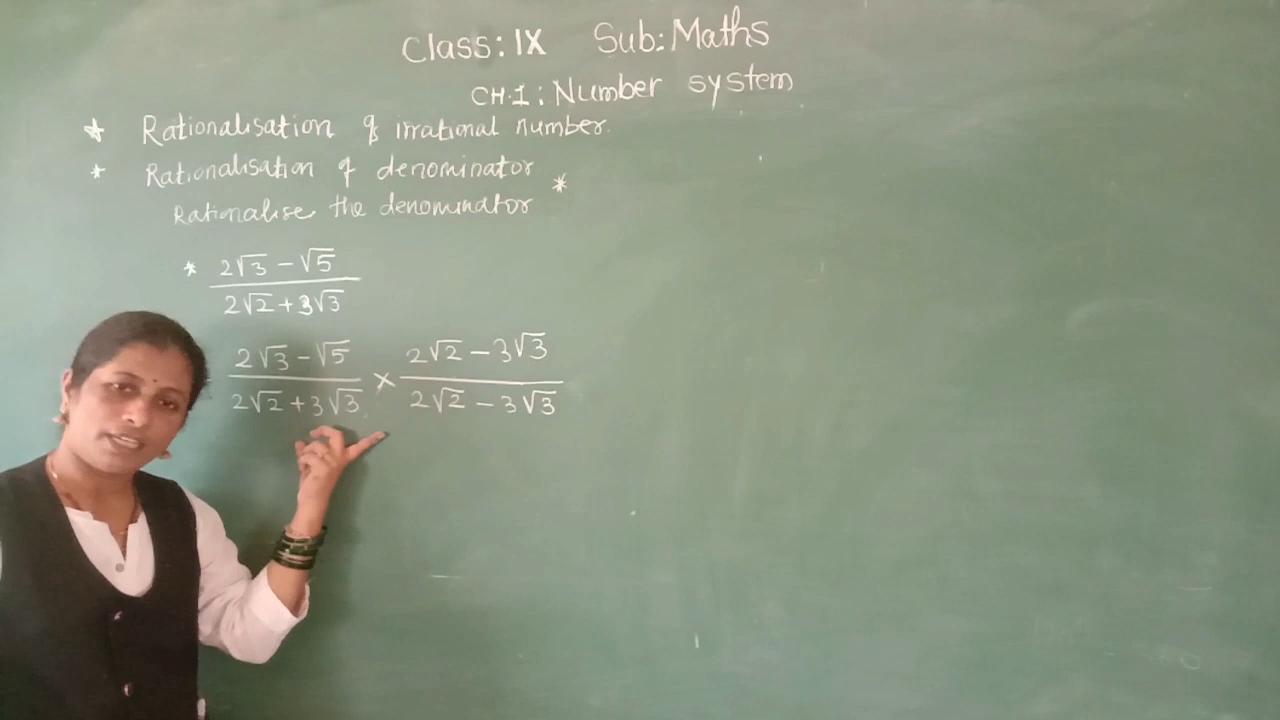 Class: IX Sub: Maths
CH.1: Number system
* Rationalisation of irrational number.
* Rationalisation of denominator
Rationalise the denominator *
* 2√3 - √5
2√2 + 3√3
2√3 - √5 × 2√2 - 3√3
2√2 + 3√3 2√2 - 3√3